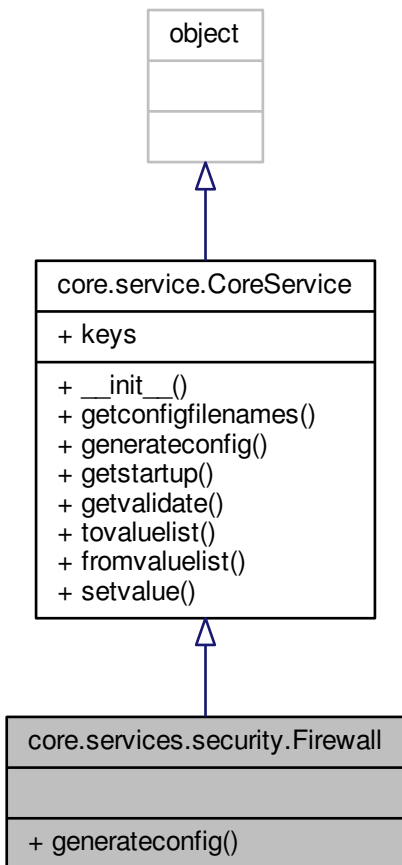 object
core.service.CoreService
+ keys
+ __init__()
+ getconfigfilenames()
+ generateconfig()
+ getstartup()
+ getvalidate()
+ tovaluelist()
+ fromvaluelist()
+ setvalue()
core.services.security.Firewall
+ generateconfig()